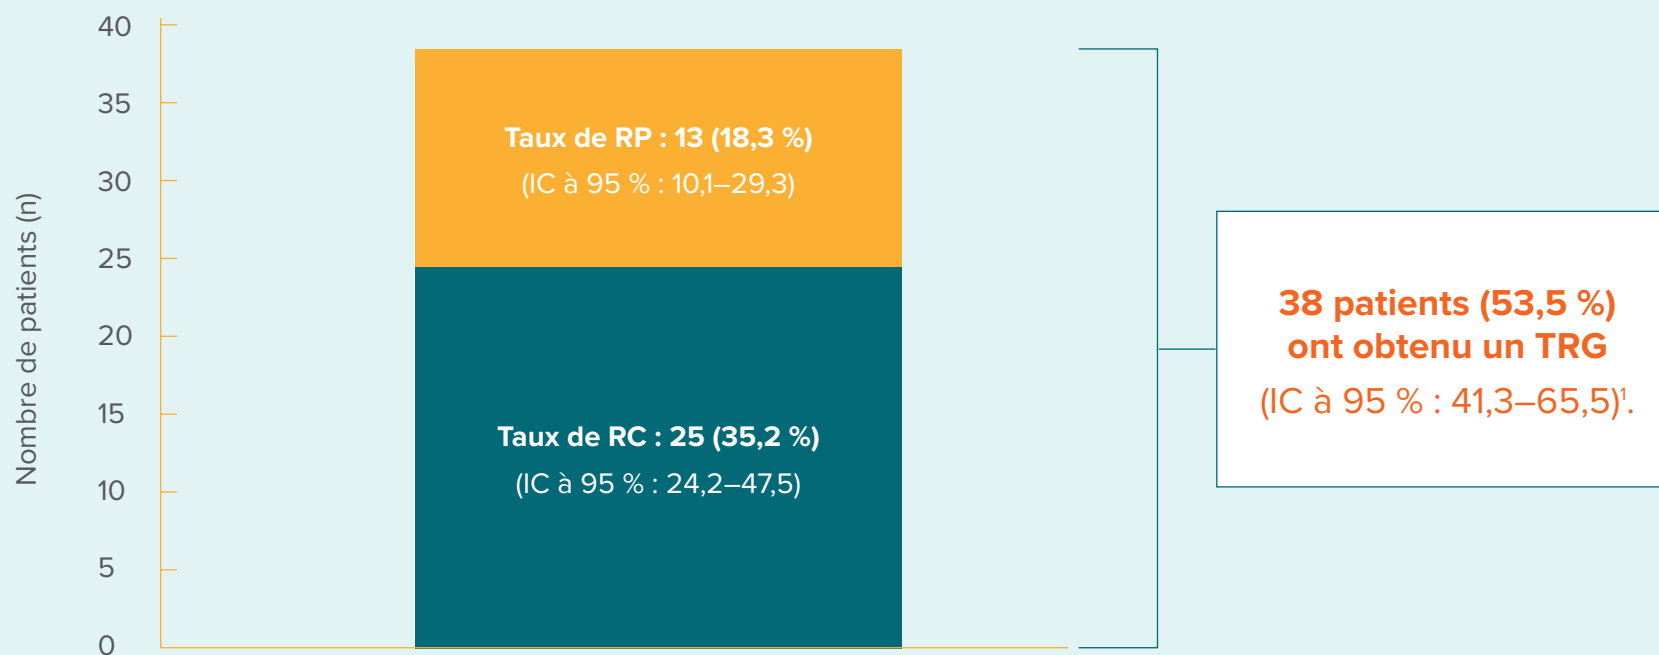 Nombre de patients (n)
40
35
30
25
20
15
10
5
0
Taux de RP : 13 (18,3 %)
(IC à 95 % : 10,1–29,3)
Taux de RC : 25 (35,2 %)
(IC à 95 % : 24,2–47,5)
38 patients (53,5 %)
ont obtenu un TRG
(IC à 95 % : 41,3–65,5)¹.